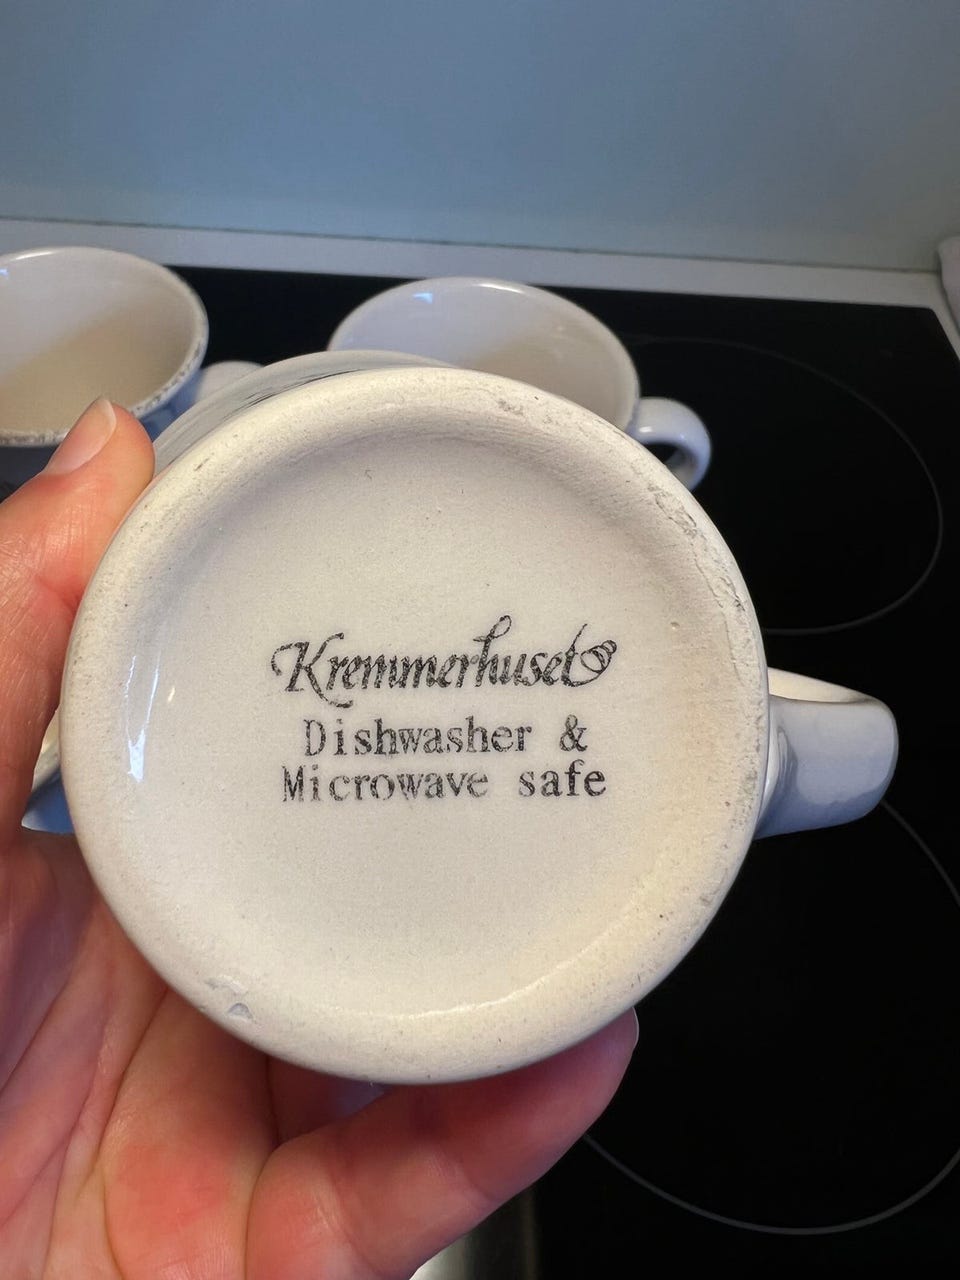 Kremmerhuset
Dishwasher &
Microwave safe